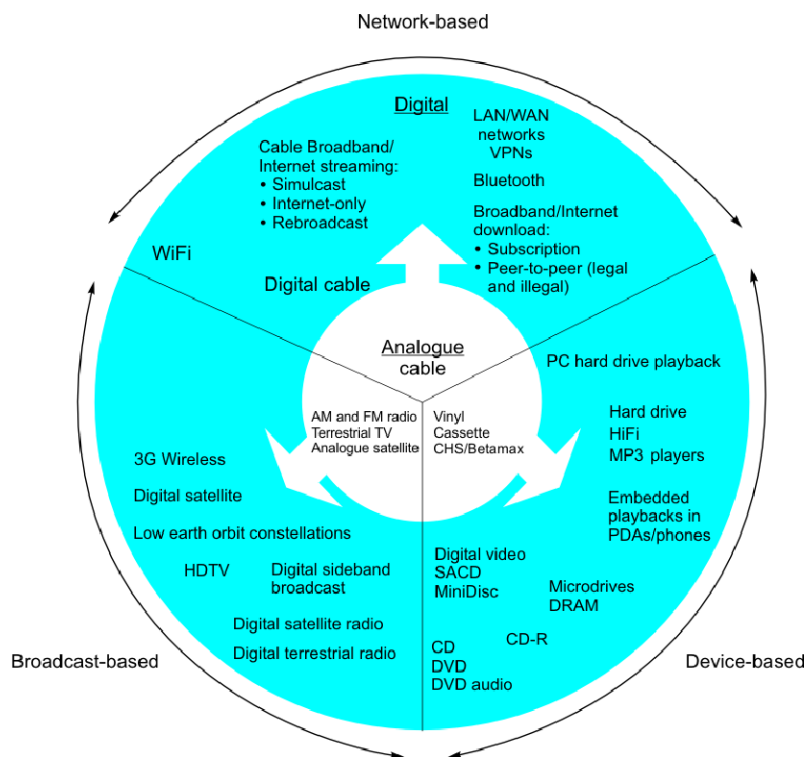 Network-based
Digital
LAN/WAN
networks
VPNs
Cable Broadband/
Internet streaming:
• Simulcast
• Internet-only
• Rebroadcast
Bluetooth
Broadband/Internet
download:
• Subscription
• Peer-to-peer (legal
and illegal)
WiFi
Digital cable
Analogue
cable
PC hard drive playback
AM and FM radio
Terrestrial TV
Analogue satellite
Vinyl
Cassette
CHS/Betamax
Hard drive
HiFi
MP3 players
3G Wireless
Digital satellite
Low earth orbit constellations
Embedded
playbacks in
PDAs/phones
HDTV
Digital sideband
broadcast
Digital video
SACD
MiniDisc
Microdrives
DRAM
Digital satellite radio
Digital terrestrial radio
CD-R
CD
DVD
DVD audio
Broadcast-based
Device-based